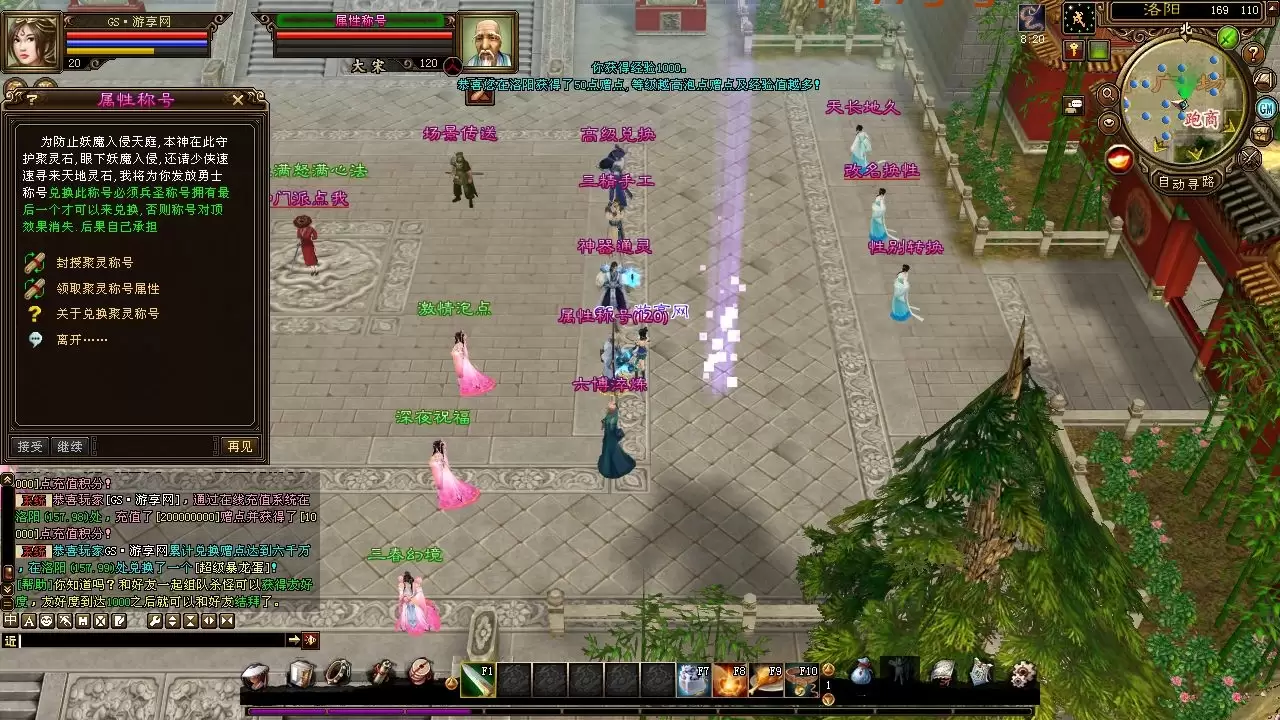 GS·游享网
20
属性称号
大宋
120
洛阳
169 110
北
8:20
GM
跑商
自动寻路
你获得经验1000。
恭喜您在洛阳获得了50点赠点,等级越高泡点赠点及经验值越多!
属性称号
为防止妖魔入侵天庭,本神在此守
护聚灵石,眼下妖魔入侵,还请少侠速
速寻来天地灵石,我将为你发放勇士
称号兑换此称号必须兵圣称号拥有最
后一个才可以来兑换,否则称号对顶
效果消失.后果自己承担
封授聚灵称号
领取聚灵称号属性
关于兑换聚灵称号
离开……
接受
继续
再见
满怒满心法
门派点我
场景传送
高级兑换
三精手工
神器通灵
属性称号(120)
游享网
激情泡点
深夜祝福
三春幻境
天长地久
改名换性
性别转换
000]点充值积分!
系统 恭喜玩家[GS·游享网],通过在线充值系统在
洛阳(157,98)处,充值了[200000000]赠点并获得了[10
000]点充值积分!
系统 恭喜玩家GS·游享网累计兑换赠点达到六千万
,在洛阳(157,99)处兑换了一个[超级暴龙蛋]!
[帮助]你知道吗?和好友一起组队杀怪可以获得友好
度,友好度到达1000之后就可以和好友结拜了。
中
近
F1
F7
F8
F9
F10
1